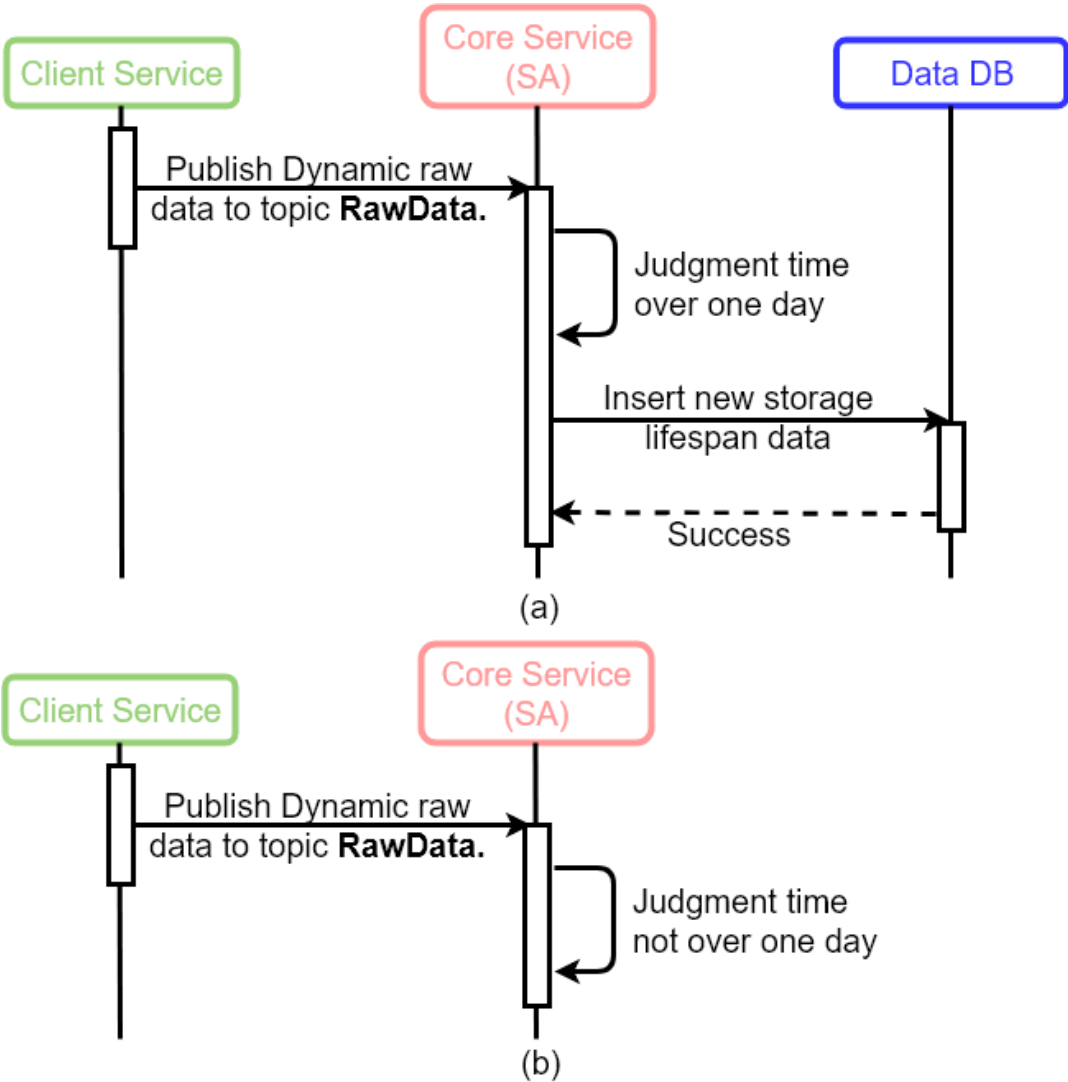 Client Service
Core Service
(SA)
Data DB
Publish Dynamic raw
data to topic RawData.
Judgment time
over one day
Insert new storage
lifespan data
Success
(a)
Client Service
Core Service
(SA)
Publish Dynamic raw
data to topic RawData.
Judgment time
not over one day
(b)